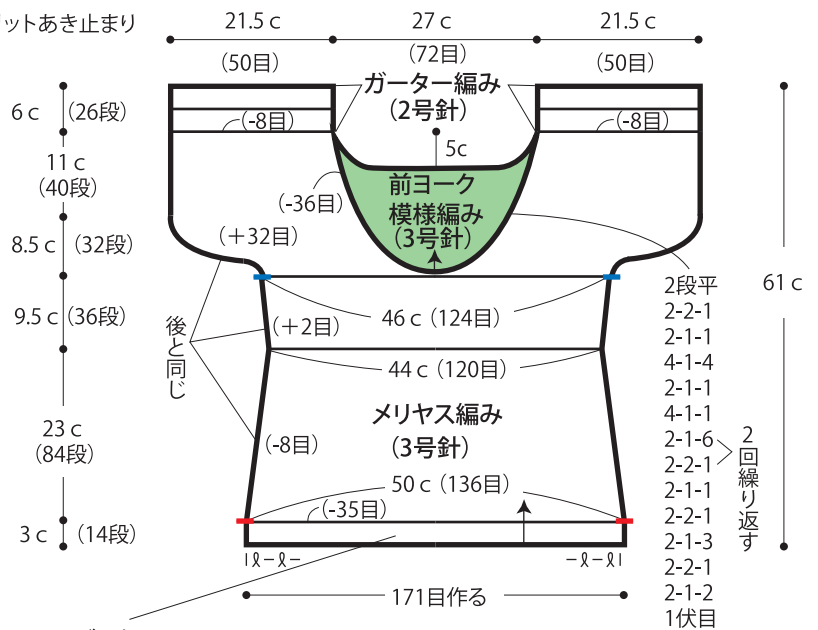 ットあき止まり
21.5 c
27 c
21.5 c
(50目)
(72目)
(50目)
ガーター編み
(2号針)
6 c (26段)
(-8目)
(-8目)
5c
11 c
(40段)
前ヨーク
模様編み
(3号針)
(-36目)
8.5 c (32段)
(+32目)
9.5 c (36段)
46 c (124目)
(+2目)
後と同じ
44 c (120目)
61 c
2段平
2-2-1
2-1-1
4-1-4
2-1-1
4-1-1
2-1-6
2-2-1
2-1-1
2-2-1
2-1-3
2-2-1
2-1-2
1伏目
2回繰り返す
メリヤス編み
(3号針)
23 c
(84段)
(-8目)
50 c (136目)
(-35目)
3 c (14段)
171目作る